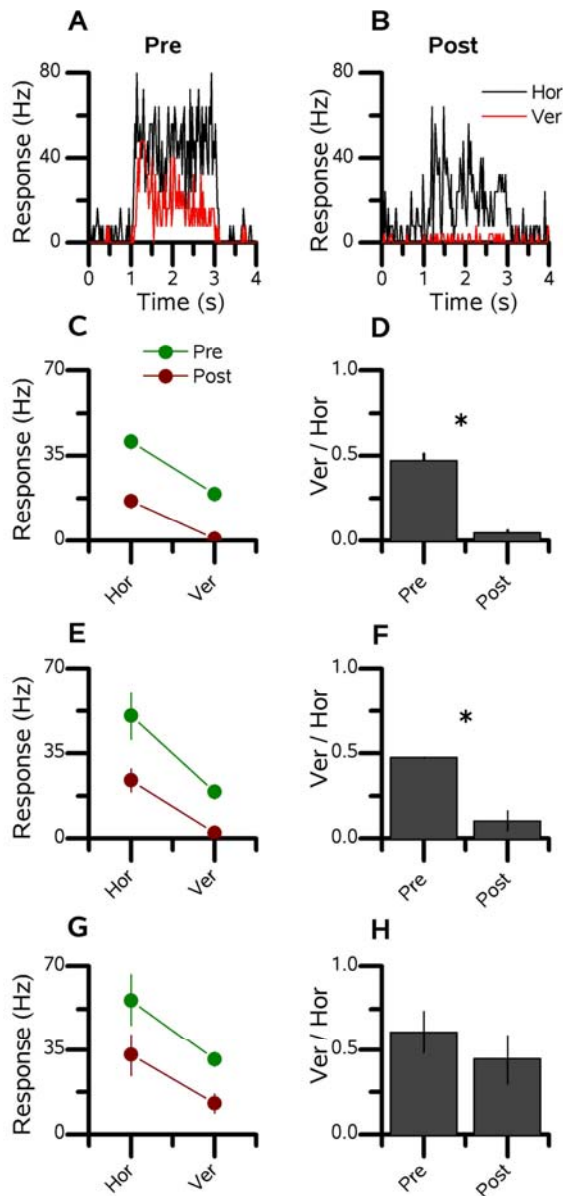 A
Pre
B
Post
Response (Hz)
80
40
0
0 1 2 3 4
Time (s)
Response (Hz)
80
40
0
0 1 2 3 4
Time (s)
Hor
Ver
C
Pre
Post
Response (Hz)
70
35
0
Hor
Ver
D
Ver / Hor
1.0
0.5
0.0
*
Pre
Post
E
Response (Hz)
70
35
0
Hor
Ver
F
Ver / Hor
1.0
0.5
0.0
*
Pre
Post
G
Response (Hz)
70
35
0
Hor
Ver
H
Ver / Hor
1.0
0.5
0.0
Pre
Post